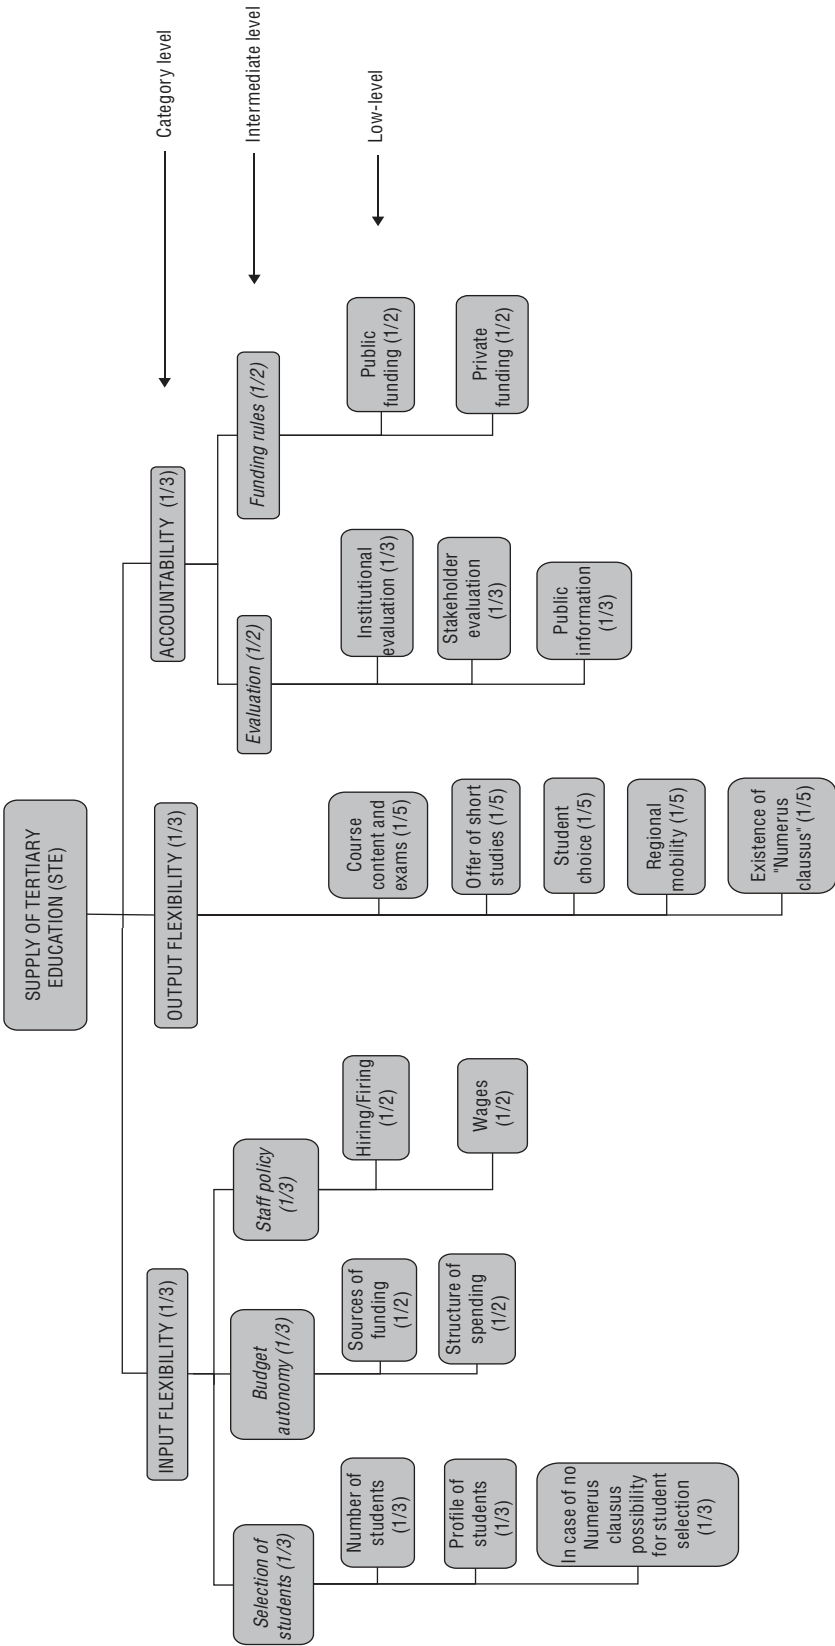 SUPPLY OF TERTIARY
EDUCATION (STE)
INPUT FLEXIBILITY (1/3)
OUTPUT FLEXIBILITY (1/3)
ACCOUNTABILITY (1/3)
Category level
Selection of
students (1/3)
Budget
autonomy (1/3)
Staff policy
(1/3)
Evaluation (1/2)
Funding rules (1/2)
Intermediate level
Number of
students
(1/3)
Profile of
students
(1/3)
In case of no
Numerus
clausus
possibility
for student
selection
(1/3)
Sources of
funding
(1/2)
Structure of
spending
(1/2)
Hiring/Firing
(1/2)
Wages
(1/2)
Course
content and
exams (1/5)
Offer of short
studies (1/5)
Student
choice (1/5)
Regional
mobility (1/5)
Existence of
"Numerus
clausus" (1/5)
Institutional
evaluation (1/3)
Stakeholder
evaluation
(1/3)
Public
information
(1/3)
Public
funding (1/2)
Private
funding (1/2)
Low-level